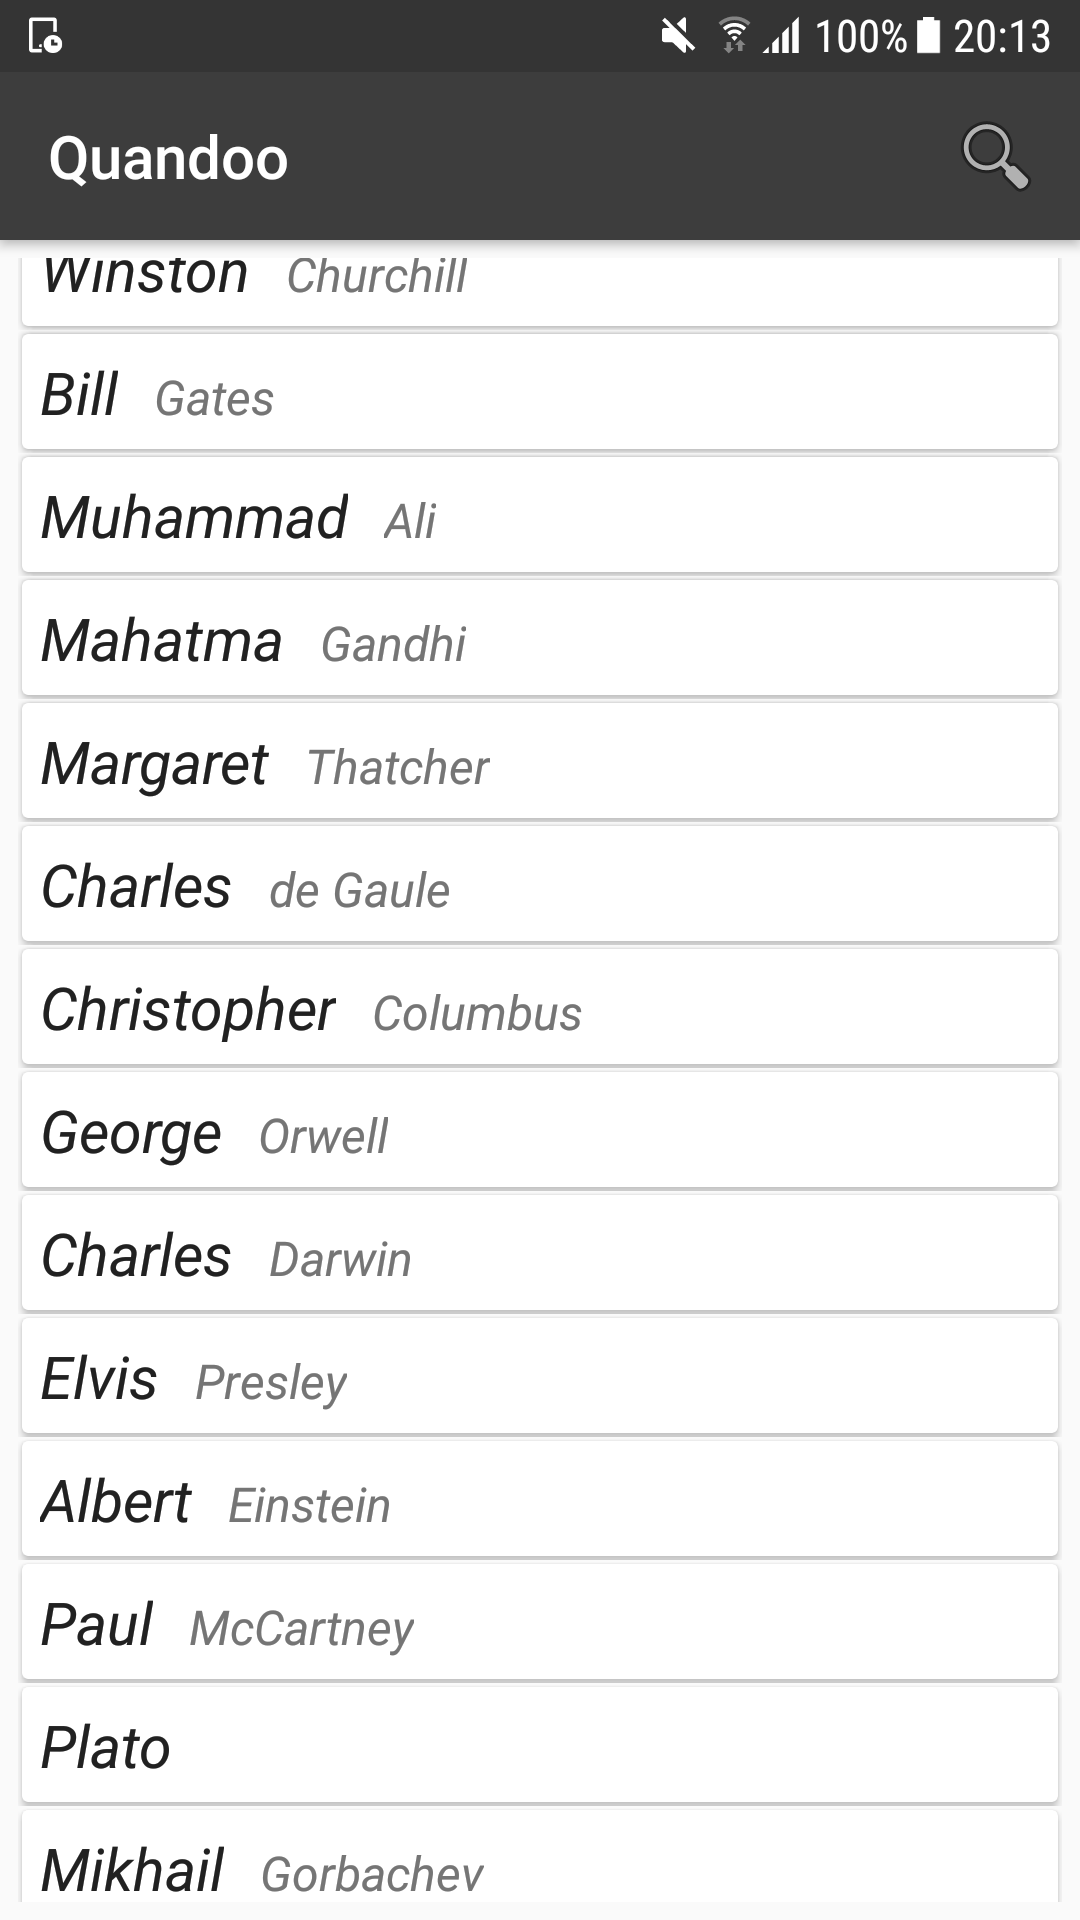 100% 20:13
Quandoo
Winston Churchill
Bill Gates
Muhammad Ali
Mahatma Gandhi
Margaret Thatcher
Charles de Gaule
Christopher Columbus
George Orwell
Charles Darwin
Elvis Presley
Albert Einstein
Paul McCartney
Plato
Mikhail Gorbachev